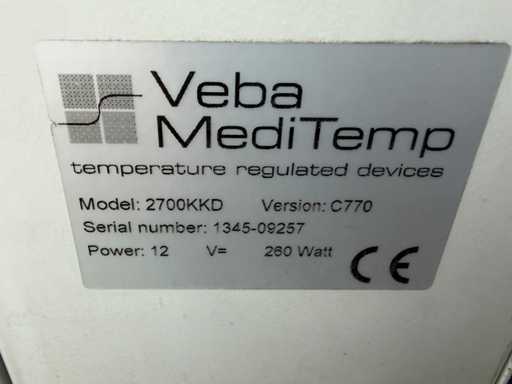 Veba
MediTemp
temperature regulated devices
Model: 2700KKD Version: C770
Serial number: 1345-09257
Power: 12 V= 260 Watt CE